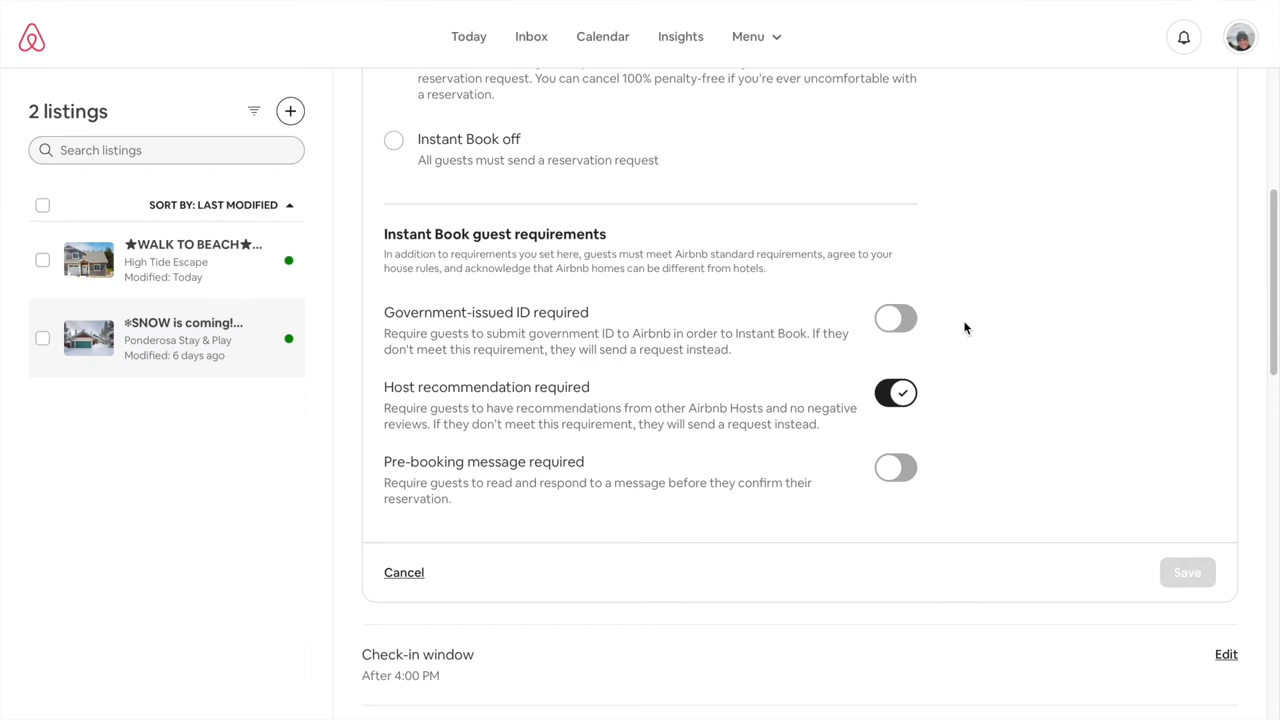 Today
Inbox
Calendar
Insights
Menu
2 listings
Search listings
SORT BY: LAST MODIFIED
★WALK TO BEACH★...
High Tide Escape
Modified: Today
❄SNOW is coming!...
Ponderosa Stay & Play
Modified: 6 days ago
reservation request. You can cancel 100% penalty-free if you're ever uncomfortable with
a reservation.
Instant Book off
All guests must send a reservation request
Instant Book guest requirements
In addition to requirements you set here, guests must meet Airbnb standard requirements, agree to your
house rules, and acknowledge that Airbnb homes can be different from hotels.
Government-issued ID required
Require guests to submit government ID to Airbnb in order to Instant Book. If they
don't meet this requirement, they will send a request instead.
Host recommendation required
Require guests to have recommendations from other Airbnb Hosts and no negative
reviews. If they don't meet this requirement, they will send a request instead.
Pre-booking message required
Require guests to read and respond to a message before they confirm their
reservation.
Cancel
Save
Check-in window
Edit
After 4:00 PM